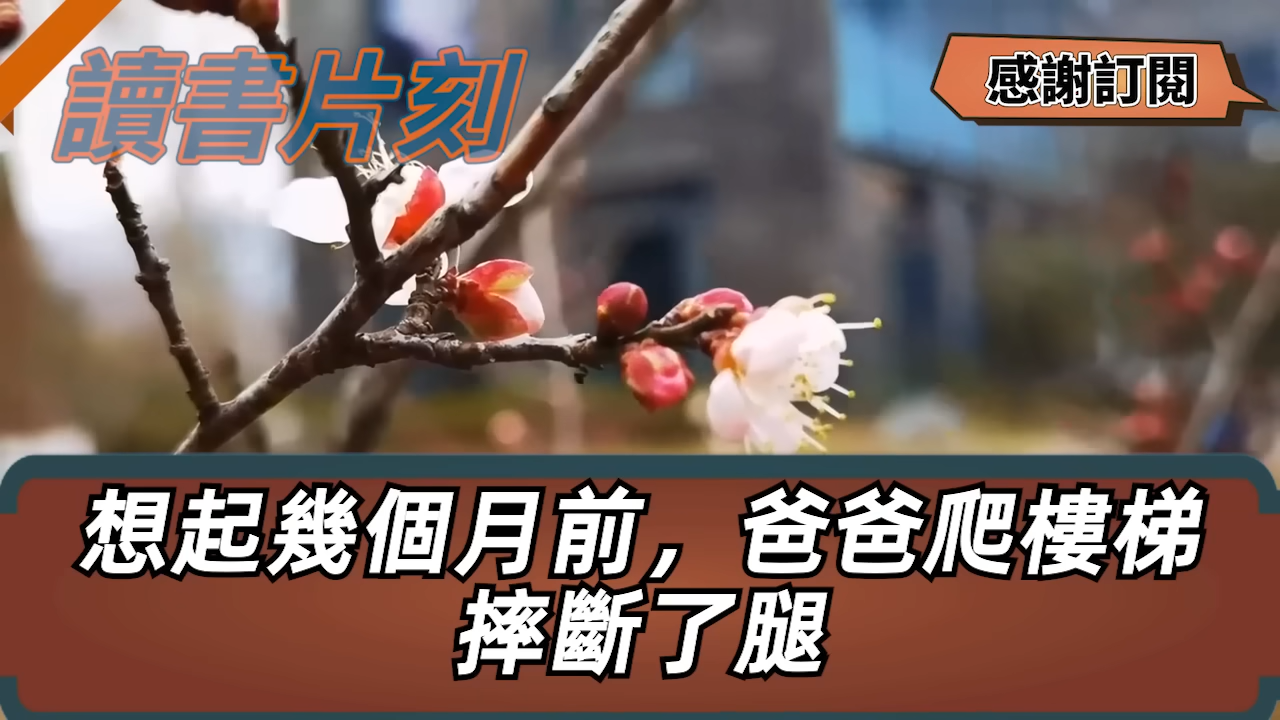 讀書片刻
感謝訂閱
想起幾個月前，爸爸爬樓梯
摔斷了腿